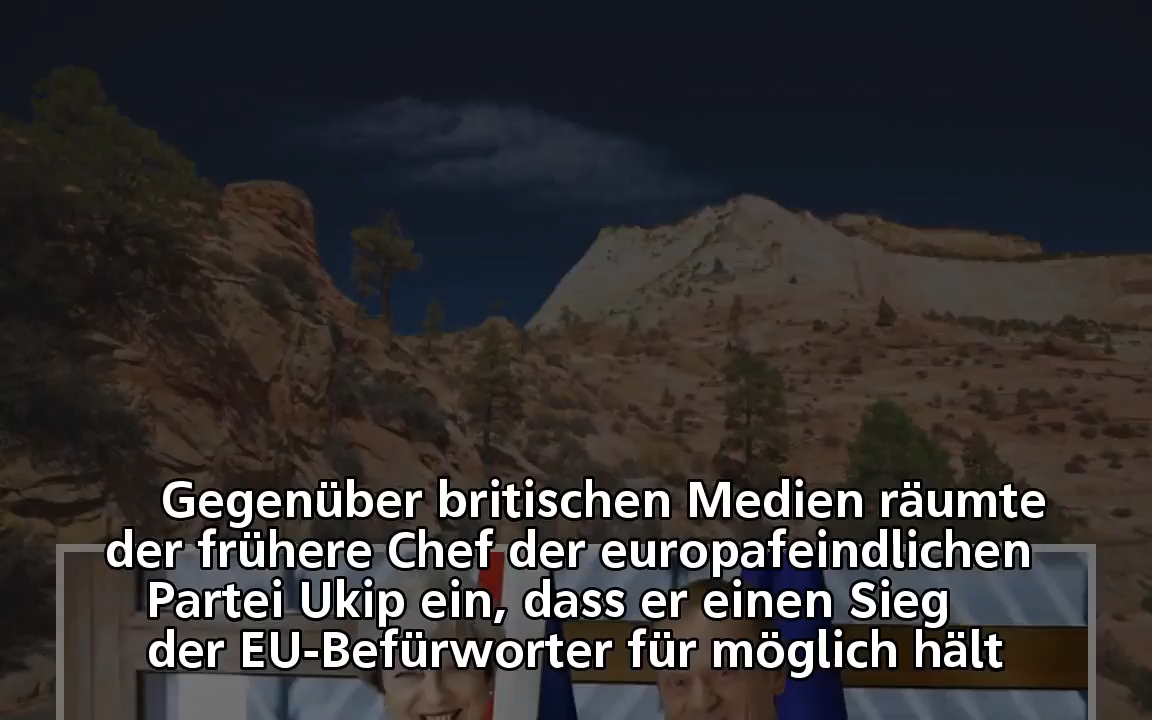 Gegenüber britischen Medien räumte
der frühere Chef der europafeindlichen
Partei Ukip ein, dass er einen Sieg
der EU-Befürworter für möglich hält